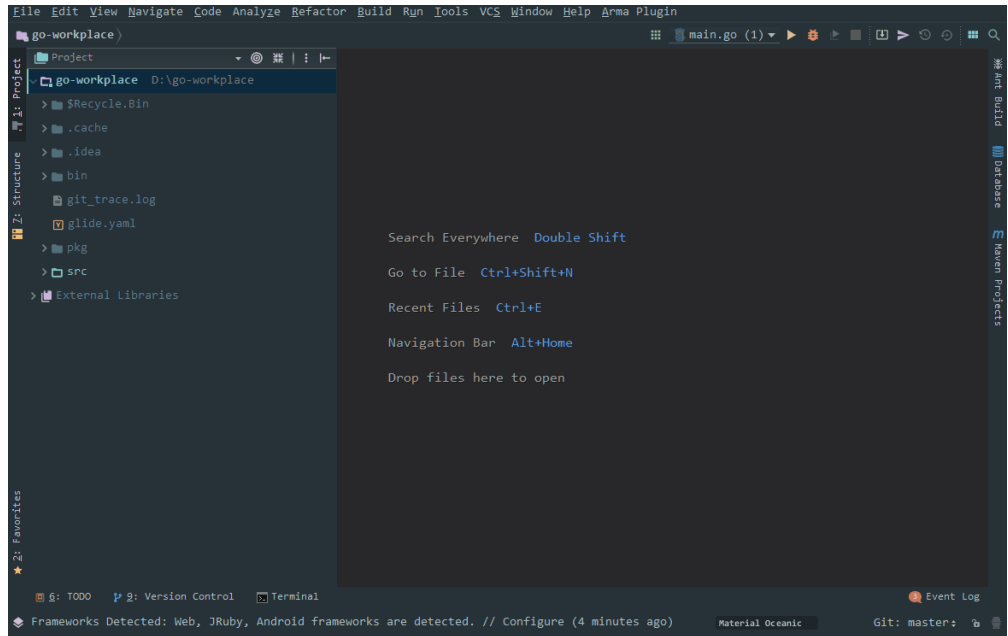 File Edit View Navigate Code Analyze Refactor Build Run Tools VCS Window Help Arma Plugin
go-workplace
main.go (1)
Project
go-workplace D:\go-workplace
$Recycle.Bin
.cache
.idea
bin
git_trace.log
glide.yaml
pkg
src
External Libraries
1: Project
7: Structure
2: Favorites
Search Everywhere Double Shift
Go to File Ctrl+Shift+N
Recent Files Ctrl+E
Navigation Bar Alt+Home
Drop files here to open
Ant Build
Database
m Maven Projects
6: TODO 9: Version Control Terminal
3 Event Log
Frameworks Detected: Web, JRuby, Android frameworks are detected. // Configure (4 minutes ago)
Material Oceanic
Git: master